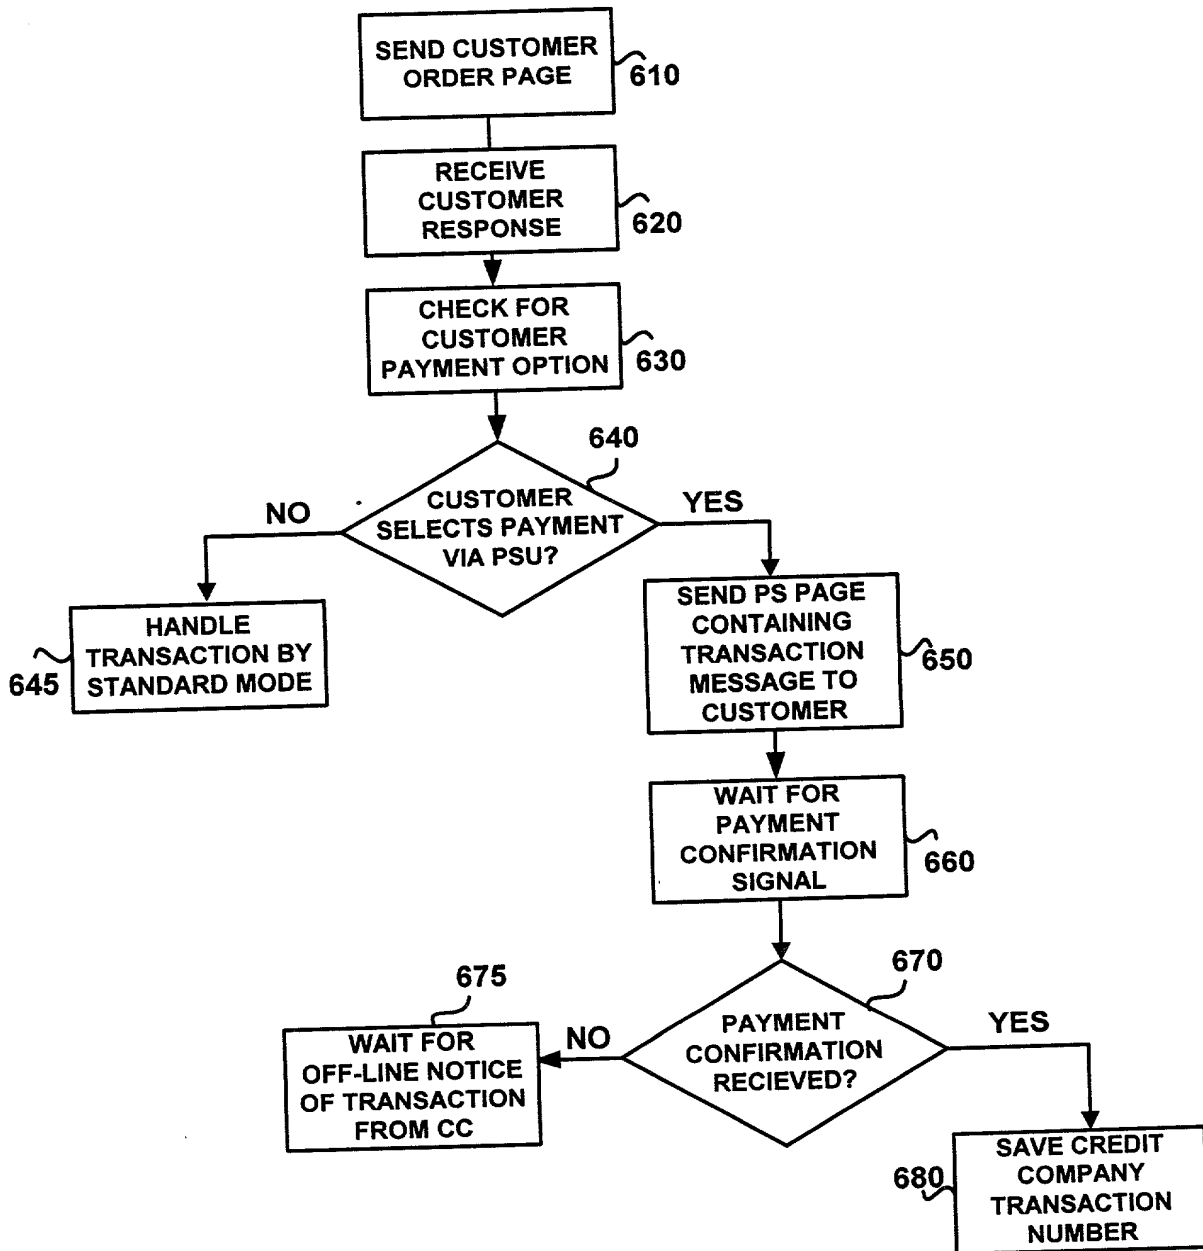 SEND CUSTOMER
ORDER PAGE
610
RECEIVE
CUSTOMER
RESPONSE
620
CHECK FOR
CUSTOMER
PAYMENT OPTION
630
640
CUSTOMER
SELECTS PAYMENT
VIA PSU?
NO
YES
HANDLE
TRANSACTION BY
STANDARD MODE
645
SEND PS PAGE
CONTAINING
TRANSACTION
MESSAGE TO
CUSTOMER
650
WAIT FOR
PAYMENT
CONFIRMATION
SIGNAL
660
670
PAYMENT
CONFIRMATION
RECIEVED?
NO
YES
675
WAIT FOR
OFF-LINE NOTICE
OF TRANSACTION
FROM CC
SAVE CREDIT
COMPANY
TRANSACTION
NUMBER
680